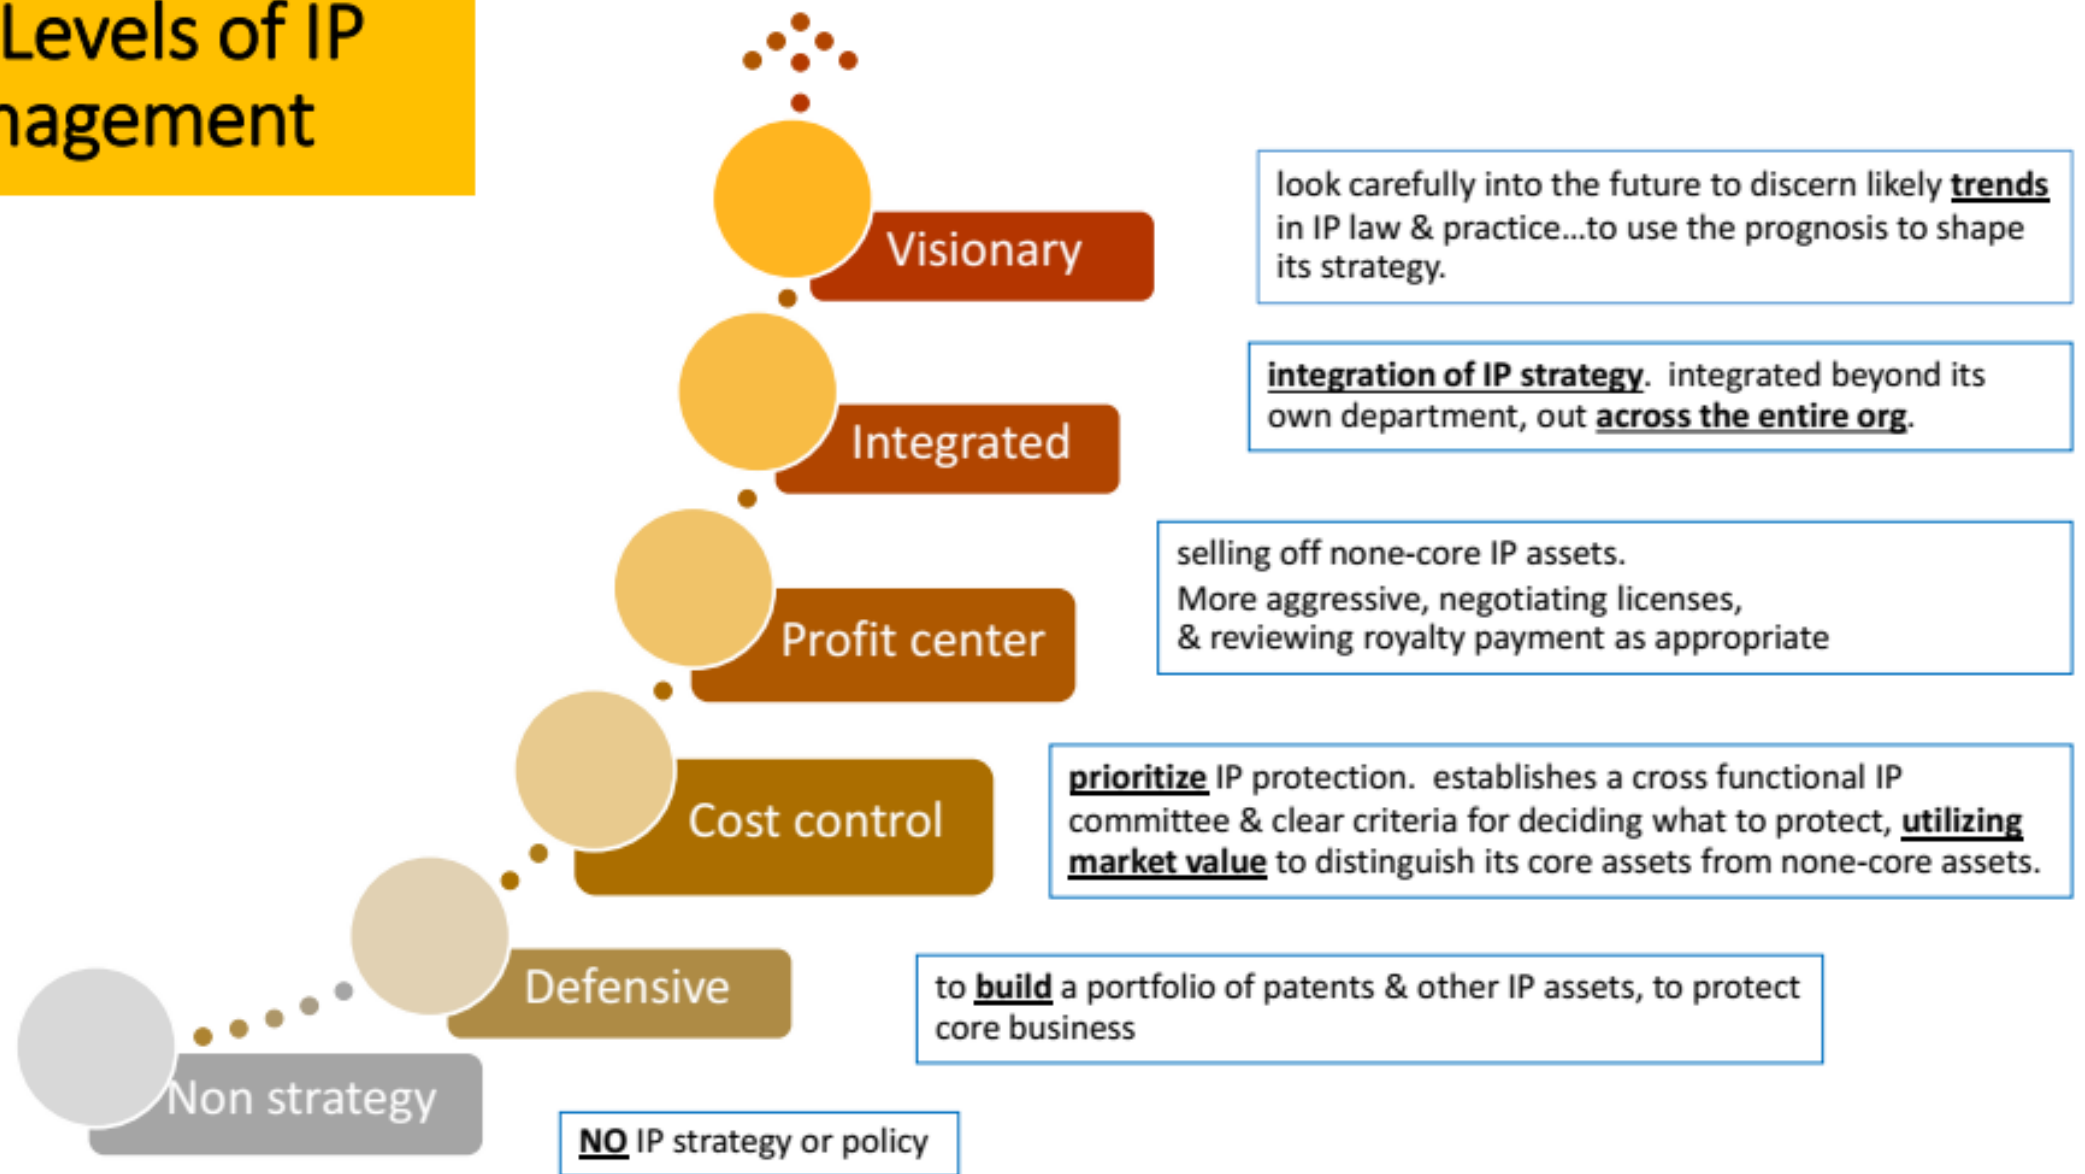 Levels of IP
nagement
Visionary
look carefully into the future to discern likely trends
in IP law & practice...to use the prognosis to shape
its strategy.
Integrated
integration of IP strategy.  integrated beyond its
own department, out across the entire org.
Profit center
selling off none-core IP assets.
More aggressive, negotiating licenses,
& reviewing royalty payment as appropriate
Cost control
prioritize IP protection.  establishes a cross functional IP
committee & clear criteria for deciding what to protect, utilizing
market value to distinguish its core assets from none-core assets.
Defensive
to build a portfolio of patents & other IP assets, to protect
core business
Non strategy
NO IP strategy or policy